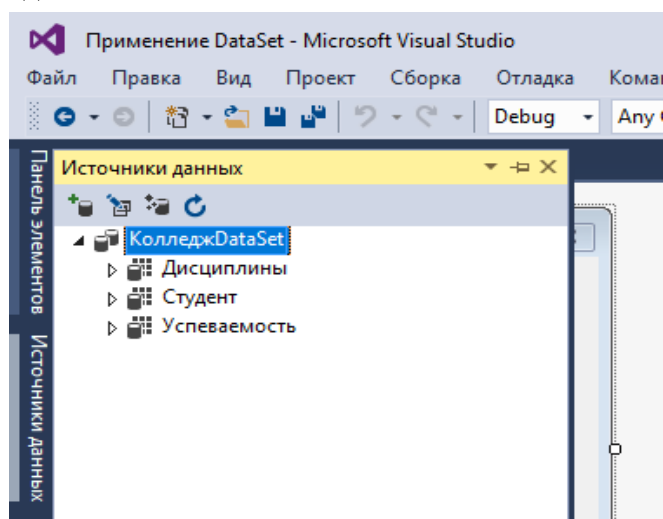 Применение DataSet - Microsoft Visual Studio
Файл Правка Вид Проект Сборка Отладка
Debug Any
Панель элементов
Источники данных
Источники данных
КолледжDataSet
Дисциплины
Студент
Успеваемость